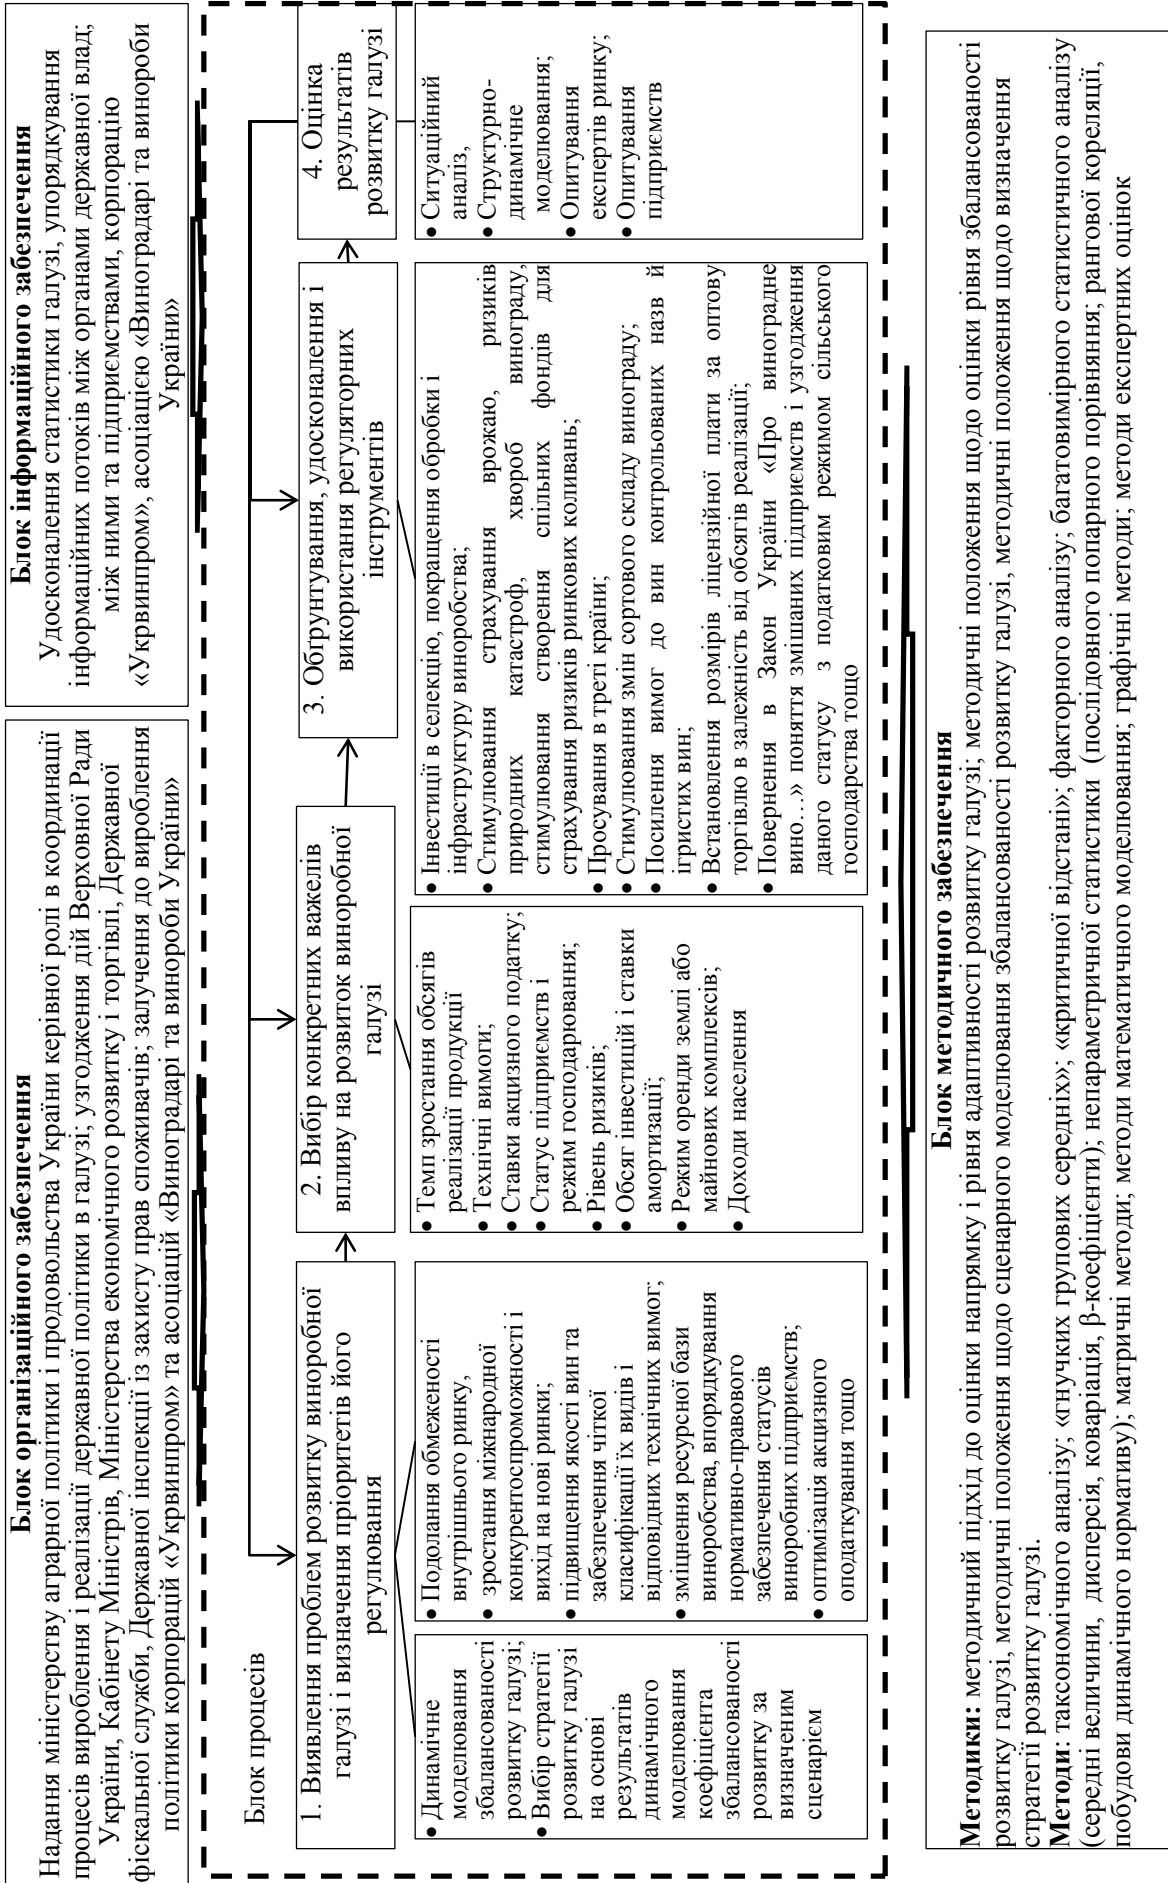 Блок організаційного забезпечення
Надання міністерству аграрної політики і продовольства України керівної ролі в координації
процесів вироблення і реалізації державної політики в галузі; узгодження дій Верховної Ради
України, Кабінету Міністрів, Міністерства економічного розвитку і торгівлі, Державної
фіскальної служби, Державної інспекції із захисту прав споживачів; залучення до вироблення
політики корпорацій «Укрвинпром» та асоціацій «Виноградарі та винороби України»
Блок інформаційного забезпечення
Удосконалення статистики галузі, упорядкування
інформаційних потоків між органами державної влад;
між ними та підприємствами, корпорацію
«Укрвинпром», асоціацією «Виноградарі та винороби
України»
Блок процесів
1. Виявлення проблем розвитку виноробної
галузі і визначення пріоритетів його
регулювання
2. Вибір конкретних важелів
впливу на розвиток виноробної
галузі
3. Обґрунтування, удосконалення і
використання регуляторних
інструментів
4. Оцінка
результатів
розвитку галузі
● Динамічне
моделювання
збалансованості
розвитку галузі;
● Вибір стратегії
розвитку галузі
на основі
результатів
динамічного
моделювання
коефіцієнта
збалансованості
розвитку за
визначеним
сценарієм
● Подолання обмеженості
внутрішнього ринку,
● зростання міжнародної
конкурентоспроможності і
вихід на нові ринки;
● підвищення якості вин та
забезпечення чіткої
класифікації їх видів і
відповідних технічних вимог;
● зміцнення ресурсної бази
виноробства, впорядкування
нормативно-правового
забезпечення статусів
виноробних підприємств;
● оптимізація акцизного
оподаткування тощо
● Темп зростання обсягів
реалізації продукції
● Технічні вимоги;
● Ставки акцизного податку;
● Статус підприємств і
режим господарювання;
● Рівень ризиків;
● Обсяг інвестицій і ставки
амортизації;
● Режим оренди землі або
майнових комплексів;
● Доходи населення
● Інвестиції в селекцію, покращення обробки і
інфраструктуру виноробства;
● Стимулювання страхування врожаю, ризиків
природних катастроф, хвороб винограду,
стимулювання створення спільних фондів для
страхування ризиків ринкових коливань;
● Просування в треті країни;
● Стимулювання змін сортового складу винограду;
● Посилення вимог до вин контрольованих назв й
ігристих вин;
● Встановлення розмірів ліцензійної плати за оптову
торгівлю в залежність від обсягів реалізації;
● Повернення в Закон України «Про виноградне
вино…» поняття змішаних підприємств і узгодження
даного статусу з податковим режимом сільського
господарства тощо
● Ситуаційний
аналіз,
● Структурно-
динамічне
моделювання;
● Опитування
експертів ринку;
● Опитування
підприємств
Блок методичного забезпечення
Методики: методичний підхід до оцінки напрямку і рівня адаптивності розвитку галузі; методичні положення щодо оцінки рівня збалансованості
розвитку галузі, методичні положення щодо сценарного моделювання збалансованості розвитку галузі, методичні положення щодо визначення
стратегії розвитку галузі.
Методи: таксономічного аналізу; «гнучких групових середніх»; «критичної відстані»; факторного аналізу; багатовимірного статистичного аналізу
(середні величини, дисперсія, коваріація, β-коефіцієнти); непараметричної статистики (послідовного попарного порівняння; рангової кореляції,
побудови динамічного нормативу); матричні методи; методи математичного моделювання; графічні методи; методи експертних оцінок